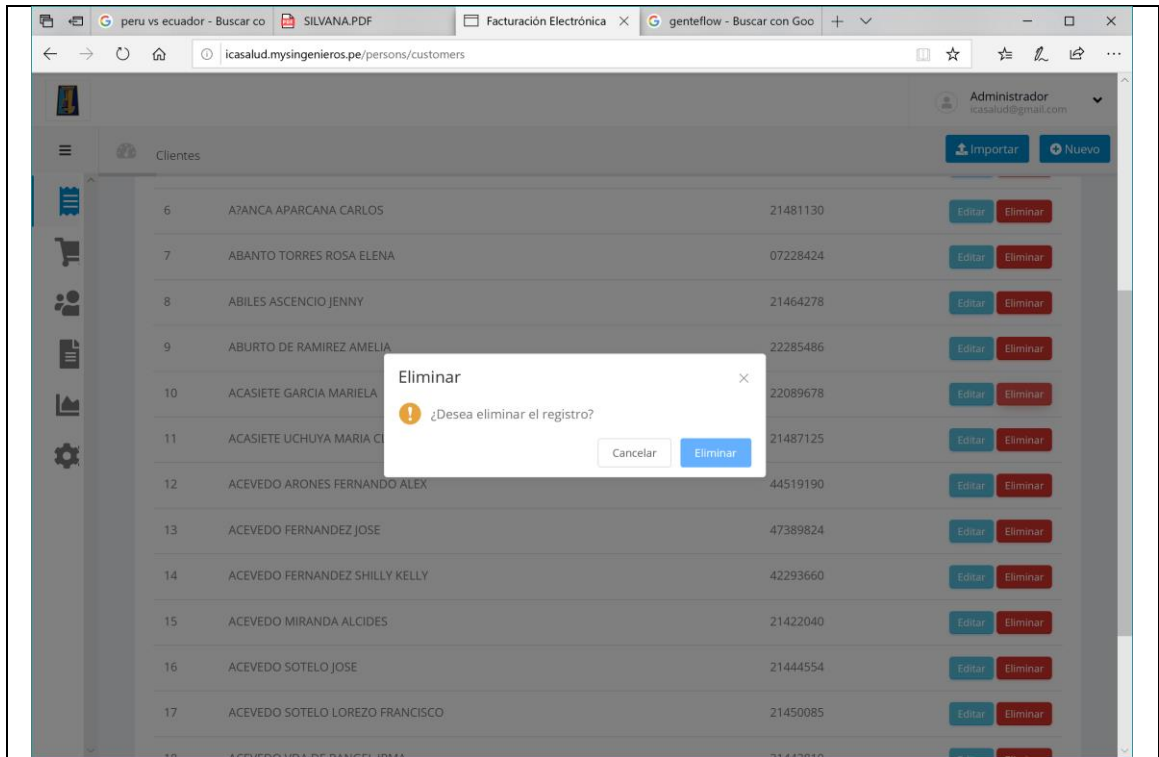 peru vs ecuador - Buscar co SILVANA.PDF Facturación Electrónica genteflow - Buscar con Goo
icasalud.mysingenieros.pe/persons/customers
Administrador
icasalud@gmail.com
Clientes Importar Nuevo
6 A?ANCA APARCANA CARLOS 21481130 Editar Eliminar
7 ABANTO TORRES ROSA ELENA 07228424 Editar Eliminar
8 ABILES ASCENCIO JENNY 21464278 Editar Eliminar
9 ABURTO DE RAMIREZ AMELIA 22285486 Editar Eliminar
Eliminar
10 ACASIETE GARCIA MARIELA 22089678 Editar Eliminar
¿Desea eliminar el registro?
11 ACASIETE UCHUYA MARIA 21487125 Editar Eliminar
Cancelar Eliminar
12 ACEVEDO ARONES FERNANDO ALEX 44519190 Editar Eliminar
13 ACEVEDO FERNANDEZ JOSE 47389824 Editar Eliminar
14 ACEVEDO FERNANDEZ SHILLY KELLY 42293660 Editar Eliminar
15 ACEVEDO MIRANDA ALCIDES 21422040 Editar Eliminar
16 ACEVEDO SOTELO JOSE 21444554 Editar Eliminar
17 ACEVEDO SOTELO LOREZO FRANCISCO 21450085 Editar Eliminar